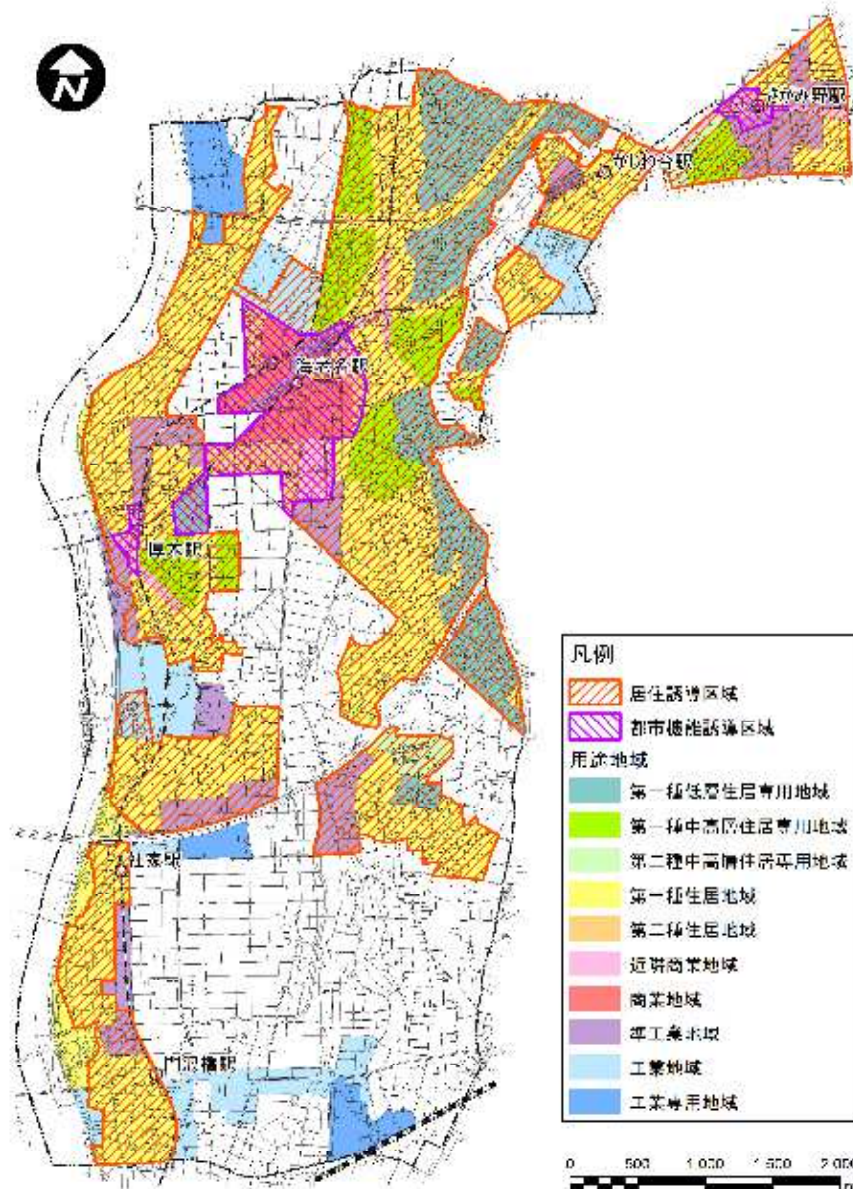 N
さがみ野駅
かしわ台駅
海老名駅
厚木駅
社家駅
門沢橋駅
凡例
居住誘導区域
都市機能誘導区域
用途地域
第一種低層住居専用地域
第一種中高層住居専用地域
第二種中高層住居専用地域
第一種住居地域
第二種住居地域
近隣商業地域
商業地域
準工業地域
工業地域
工業専用地域
0 500 1 000 1 500 2 000